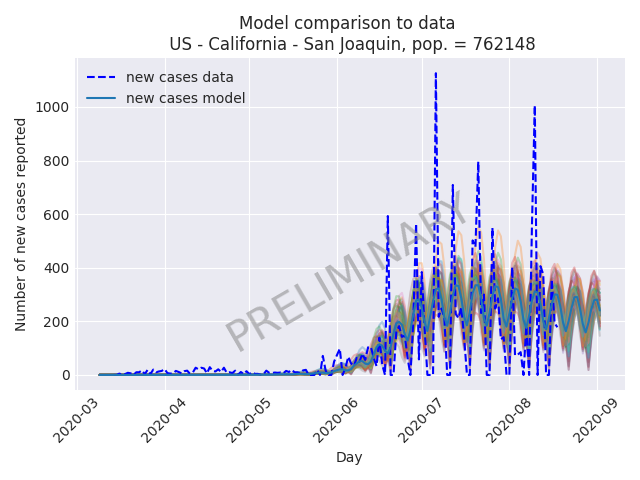 Model comparison to data
US - California - San Joaquin, pop. = 762148
new cases data
new cases model
PRELIMINARY
Number of new cases reported
1000
800
600
400
200
0
2020-03
2020-04
2020-05
2020-06
2020-07
2020-08
2020-09
Day